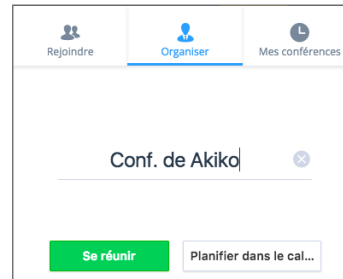 Rejoindre
Organiser
Mes conférences
Conf. de Akiko
Se réunir
Planifier dans le cal...